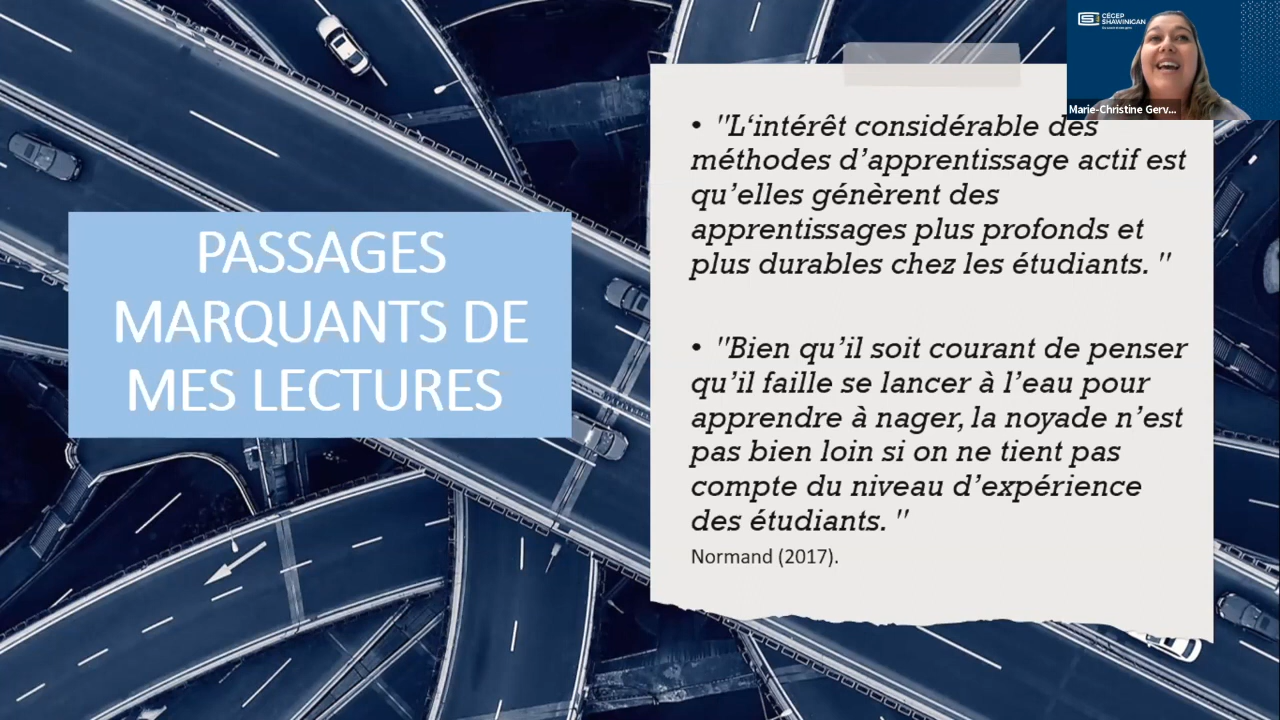 CÉGEP
SHAWINIGAN
Marie-Christine Gerv...
PASSAGES
MARQUANTS DE
MES LECTURES
• "L‘intérêt considérable des
méthodes d’apprentissage actif est
qu’elles génèrent des
apprentissages plus profonds et
plus durables chez les étudiants. "
• "Bien qu’il soit courant de penser
qu’il faille se lancer à l’eau pour
apprendre à nager, la noyade n’est
pas bien loin si on ne tient pas
compte du niveau d’expérience
des étudiants. "
Normand (2017).